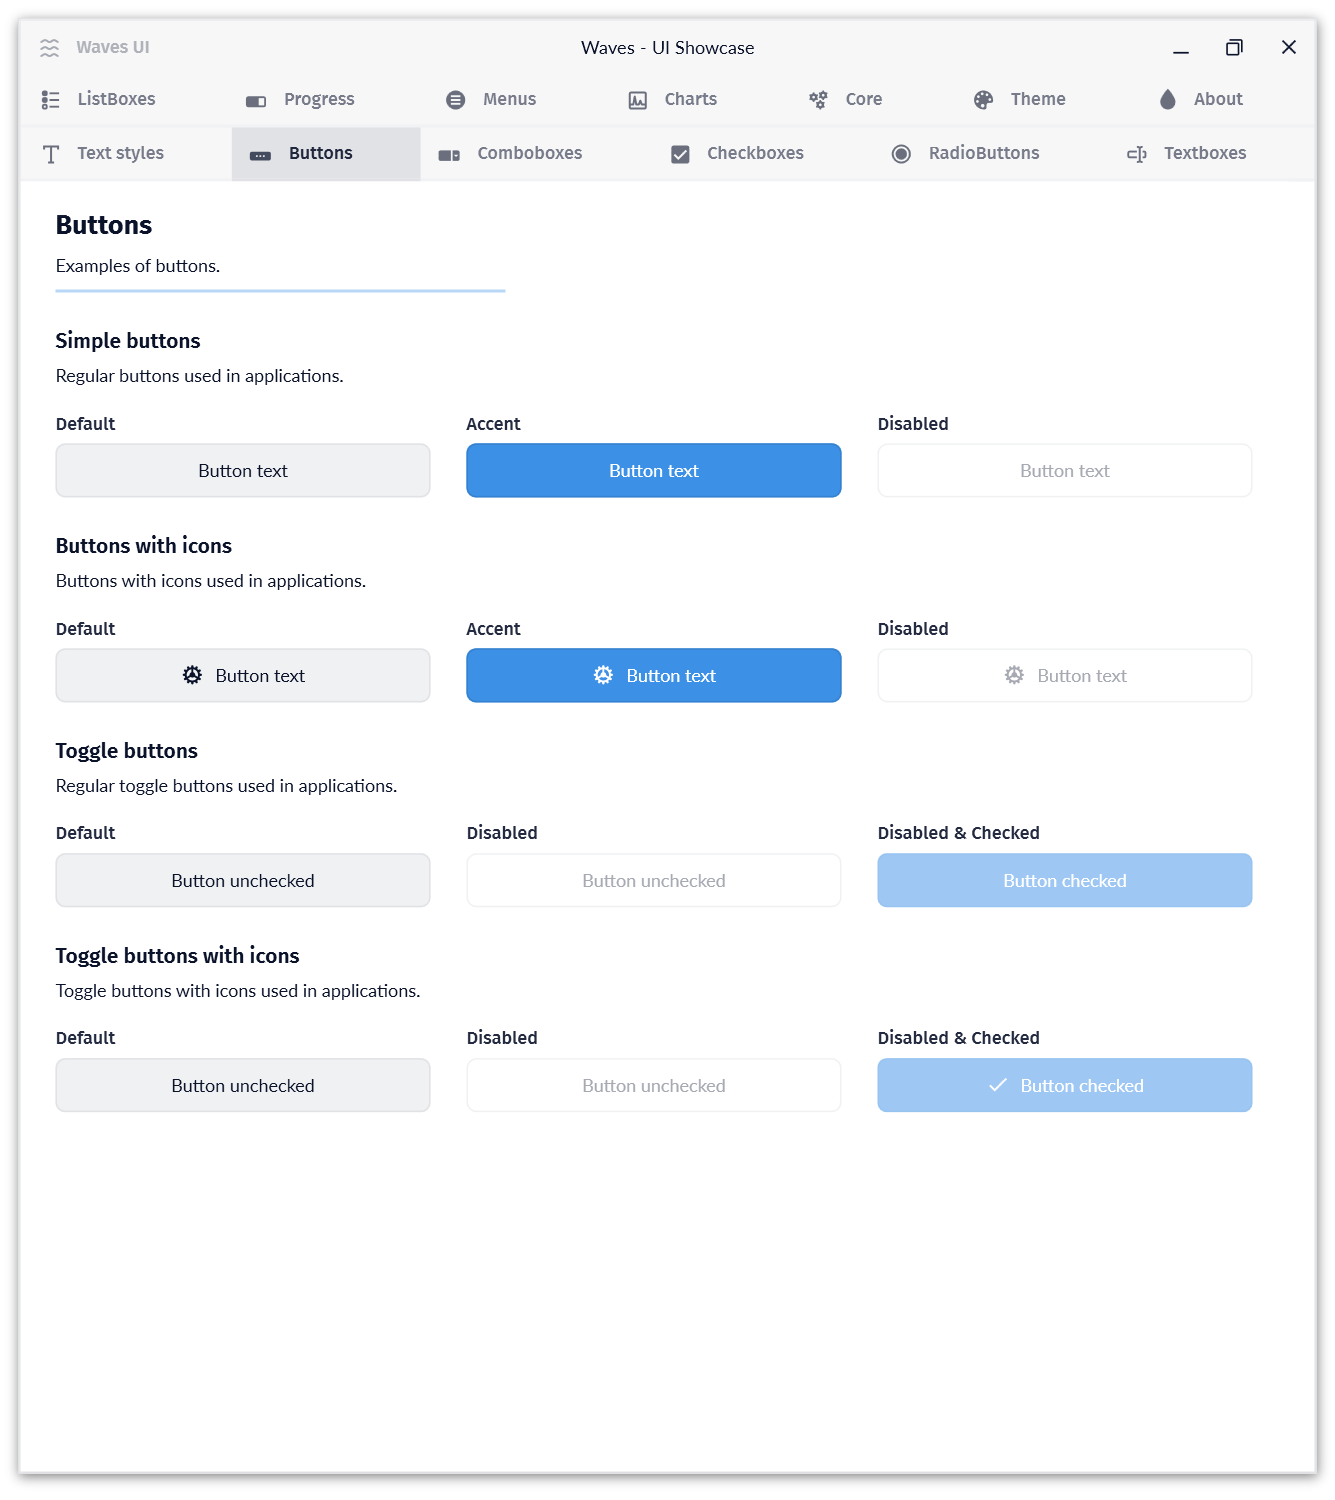 Waves UI
Waves - UI Showcase
ListBoxes Progress Menus Charts Core Theme About
Text styles Buttons Comboboxes Checkboxes RadioButtons Textboxes
Buttons
Examples of buttons.
Simple buttons
Regular buttons used in applications.
Default Accent Disabled
Button text Button text Button text
Buttons with icons
Buttons with icons used in applications.
Default Accent Disabled
Button text Button text Button text
Toggle buttons
Regular toggle buttons used in applications.
Default Disabled Disabled & Checked
Button unchecked Button unchecked Button checked
Toggle buttons with icons
Toggle buttons with icons used in applications.
Default Disabled Disabled & Checked
Button unchecked Button unchecked Button checked